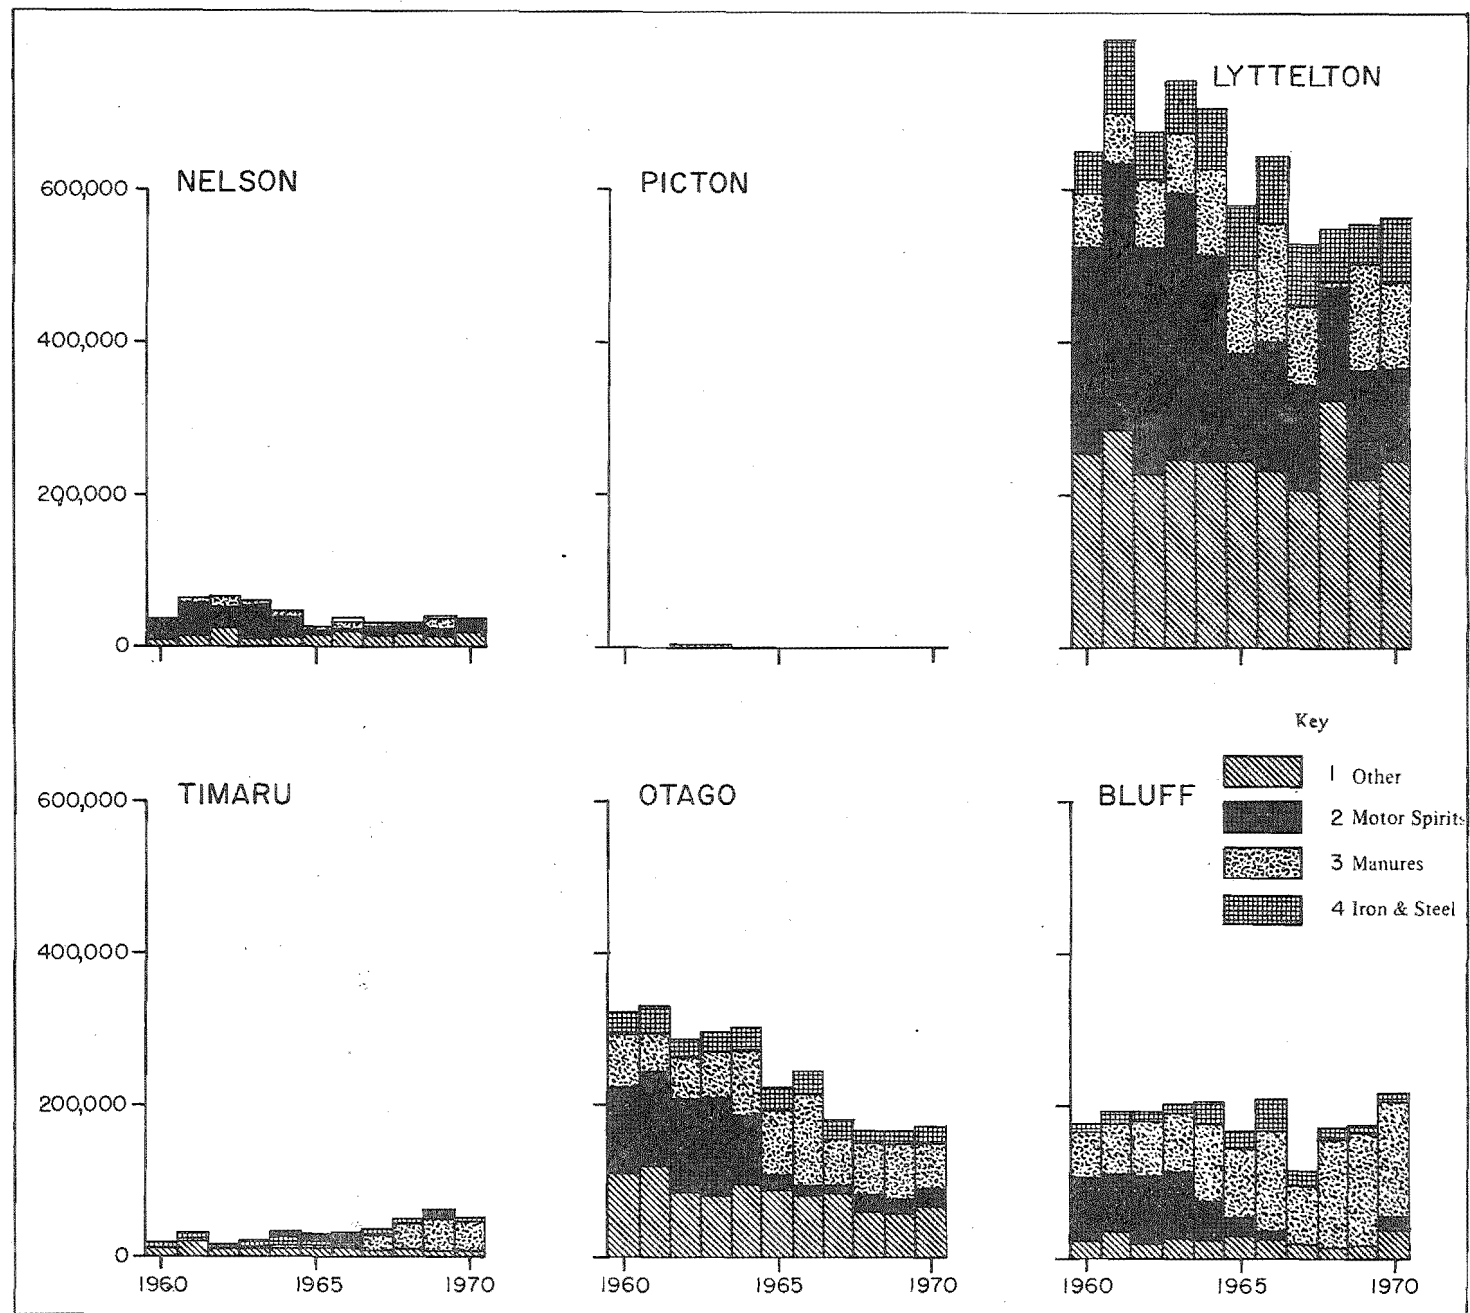 NELSON
PICTON
LYTTELTON
600,000
400,000
200,000
0
Key
1 Other
2 Motor Spirits
3 Manures
4 Iron & Steel
TIMARU
OTAGO
BLUFF
600,000
400,000
200,000
0
1960 1965 1970
1960 1965 1970
1960 1965 1970